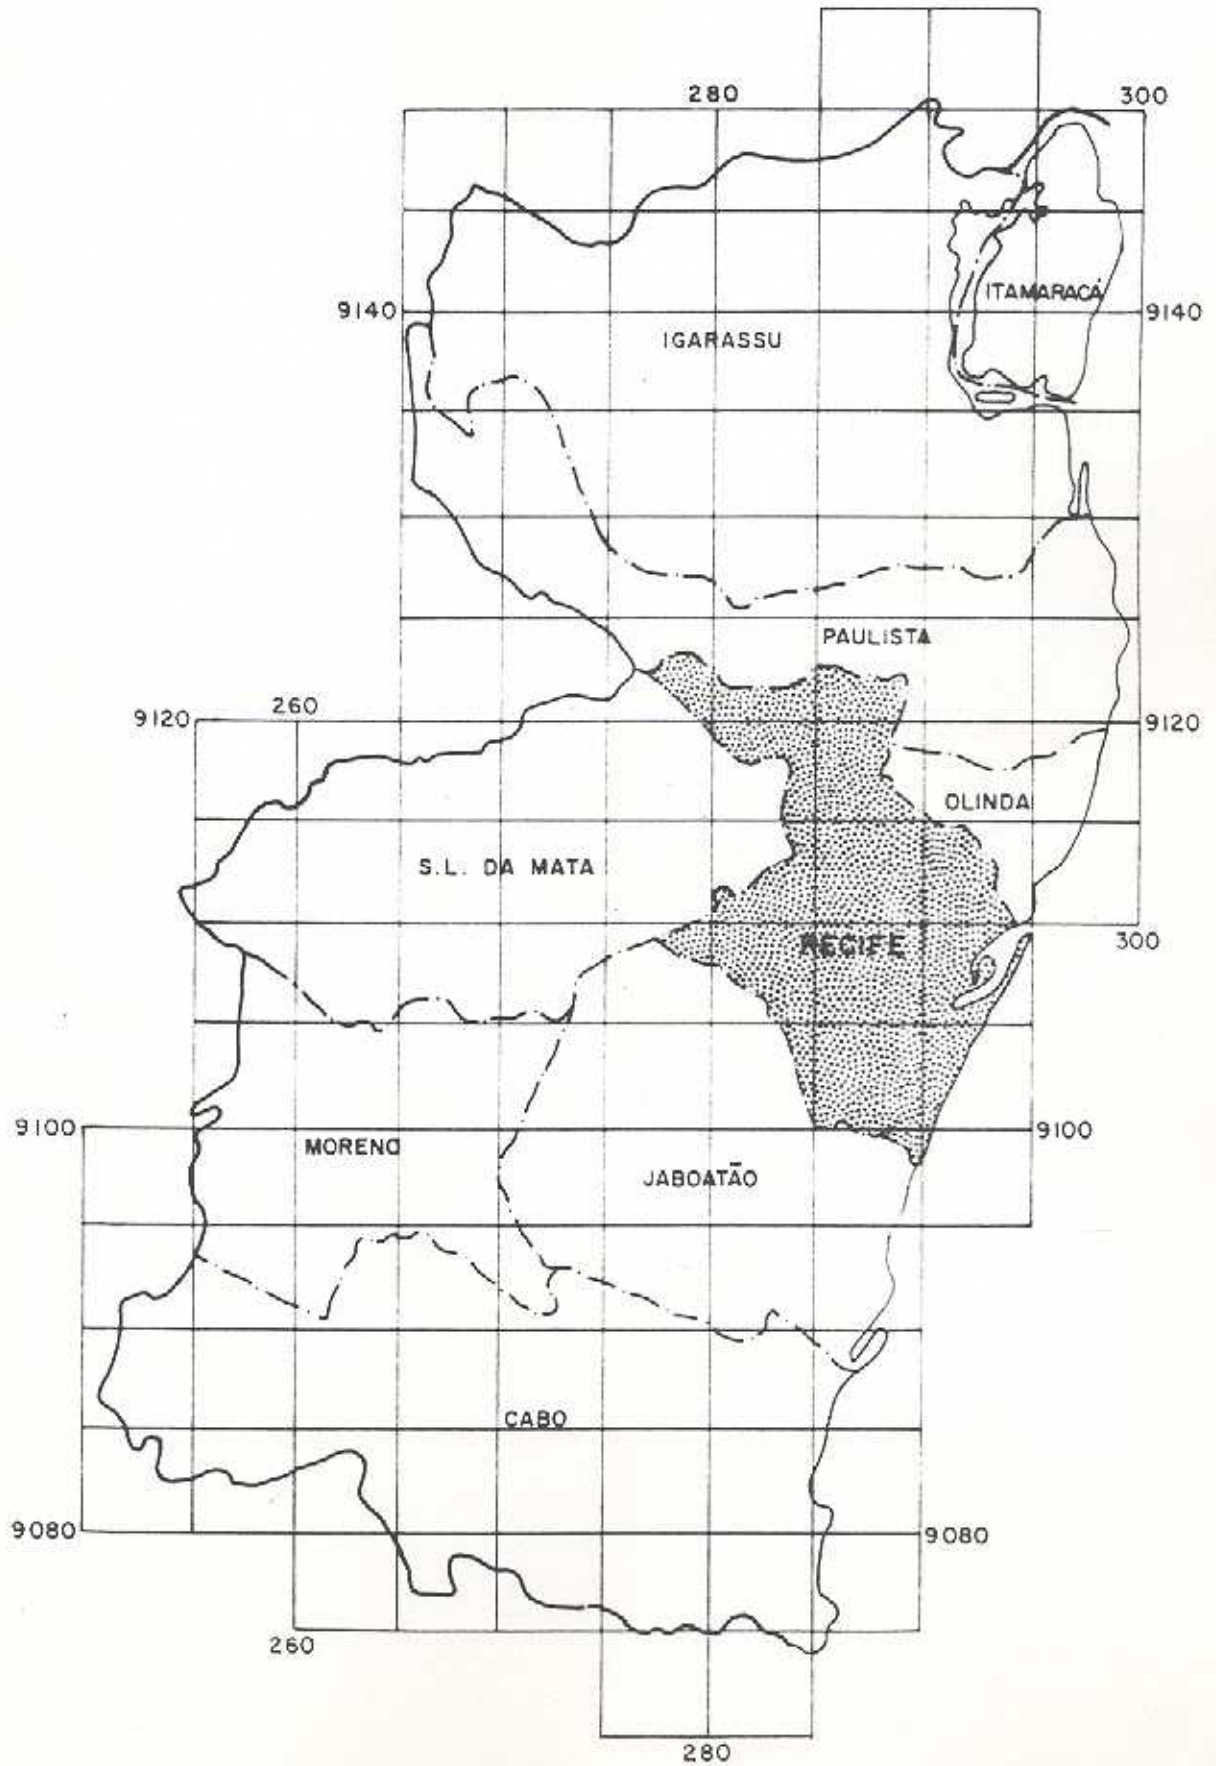 280
300
ITAMARACÁ
9140
9140
IGARASSU
PAULISTA
260
9120
9120
OLINDA
S.L. DA MATA
RECIFE
300
9100
9100
MORENO
JABOATÃO
CABO
9080
9080
260
280